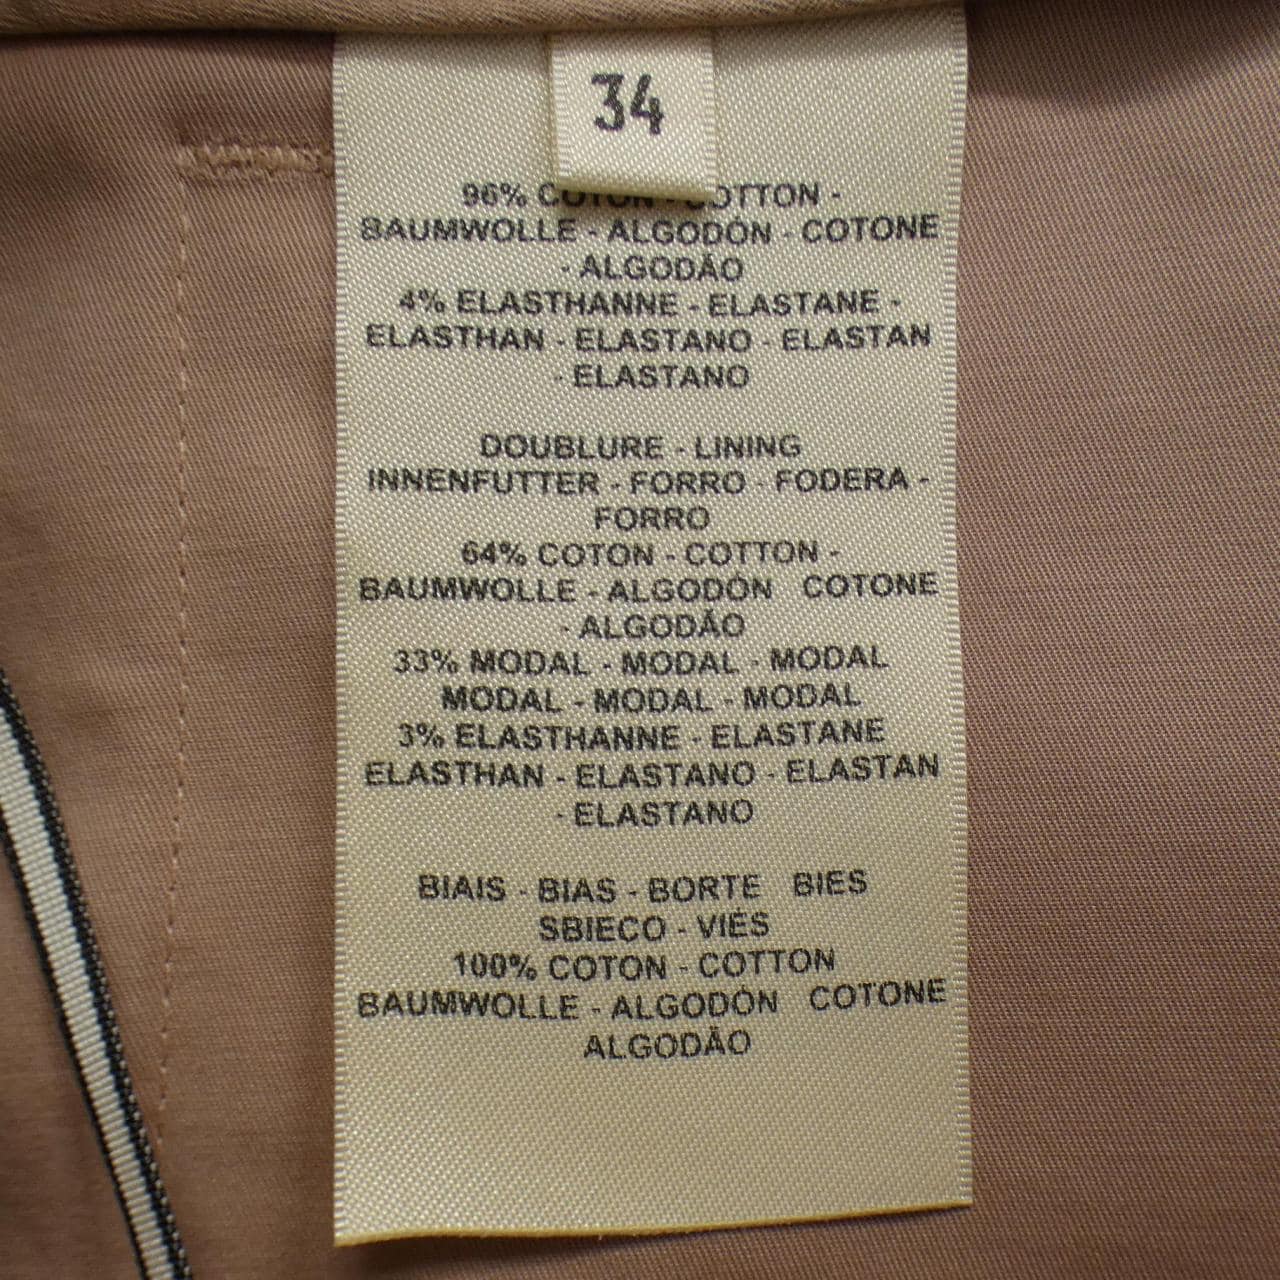 34
96% COTON - COTTON -
BAUMWOLLE - ALGODÓN - COTONE
- ALGODÃO
4% ELASTHANNE - ELASTANE -
ELASTHAN - ELASTANO - ELASTAN
- ELASTANO
DOUBLURE - LINING
INNENFUTTER - FORRO - FODERA -
FORRO
64% COTON - COTTON -
BAUMWOLLE - ALGODÓN COTONE
- ALGODÃO
33% MODAL - MODAL - MODAL
MODAL - MODAL - MODAL
3% ELASTHANNE - ELASTANE
ELASTHAN - ELASTANO - ELASTAN
- ELASTANO
BIAIS - BIAS - BORTE BIES
SBIECO - VIÉS
100% COTON - COTTON
BAUMWOLLE - ALGODÓN COTONE
ALGODÃO